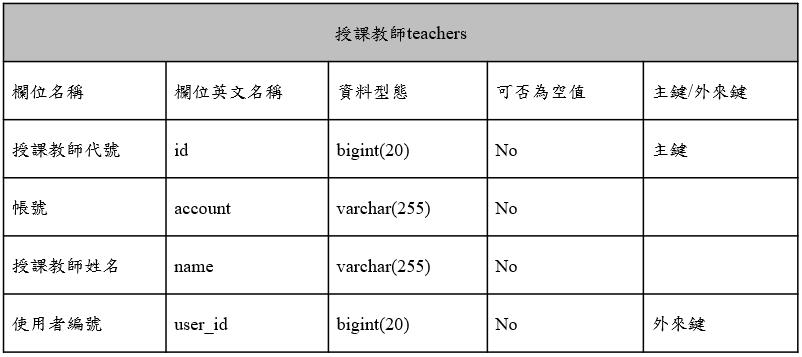 授課教師teachers
欄位名稱 欄位英文名稱 資料型態 可否為空值 主鍵/外來鍵
授課教師代號 id bigint(20) No 主鍵
帳號 account varchar(255) No
授課教師姓名 name varchar(255) No
使用者編號 user_id bigint(20) No 外來鍵